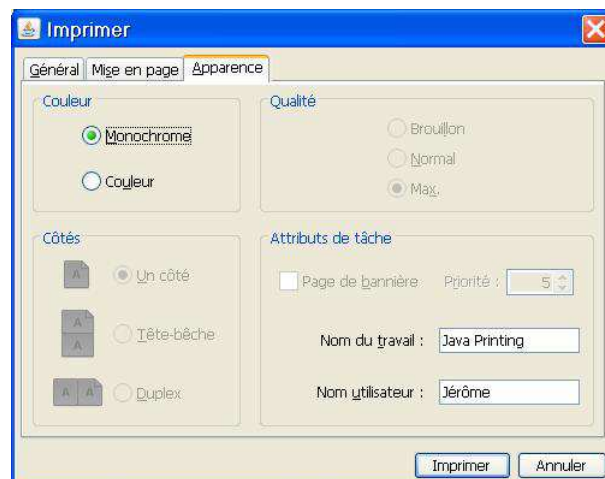 Imprimer
Général Mise en page Apparence
Couleur
Monochrome
Couleur
Qualité
Brouillon
Normal
Max.
Côtés
A
Un côté
A
A
Tête-bêche
A A
Duplex
Attributs de tâche
Page de bannière Priorité : 5
Nom du travail : Java Printing
Nom utilisateur : Jérôme
Imprimer Annuler